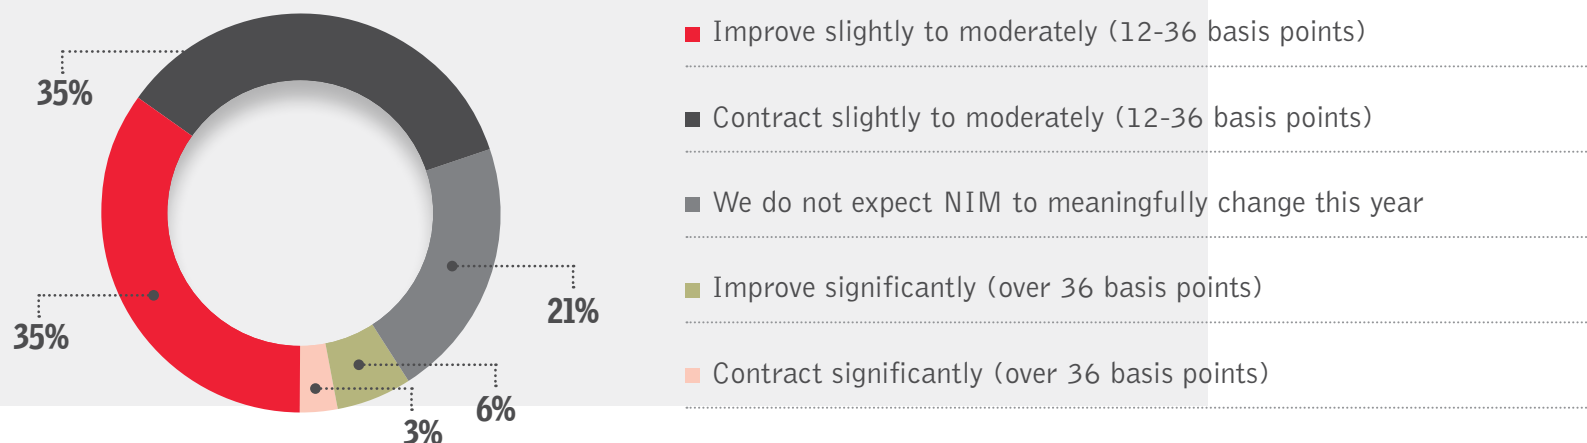 35%
35%
21%
6%
3%
Improve slightly to moderately (12-36 basis points)
Contract slightly to moderately (12-36 basis points)
We do not expect NIM to meaningfully change this year
Improve significantly (over 36 basis points)
Contract significantly (over 36 basis points)